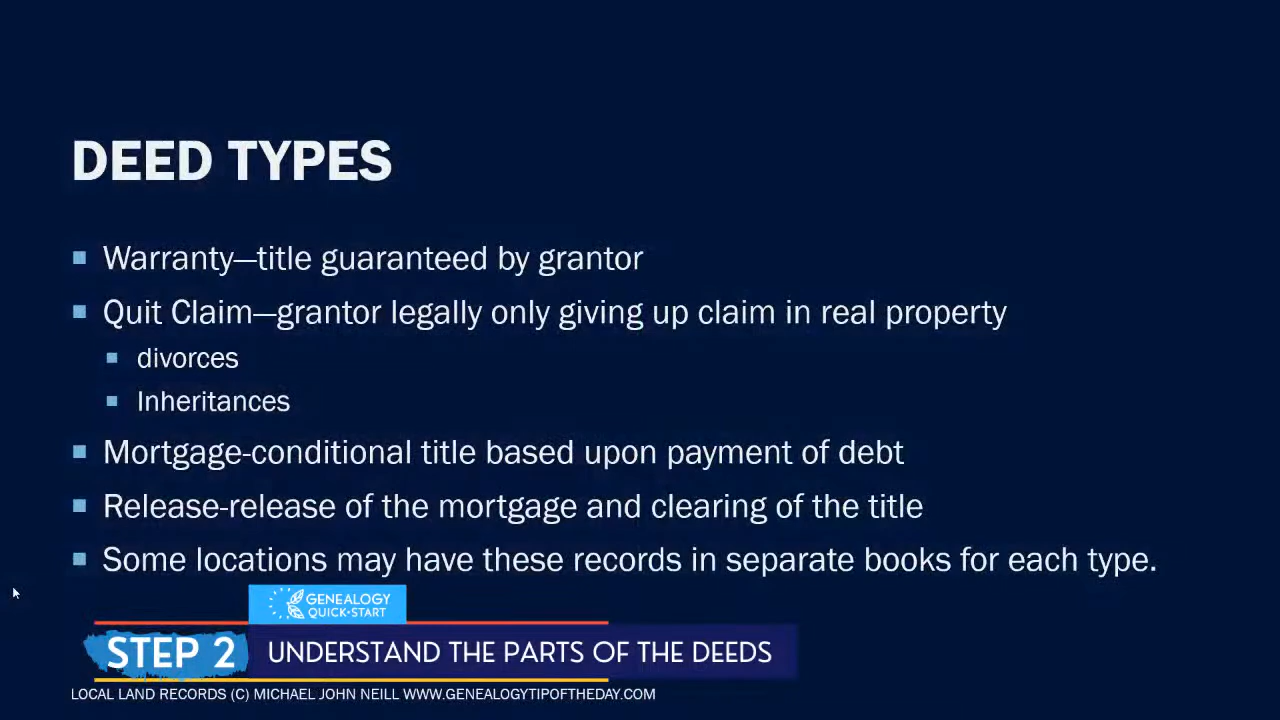 DEED TYPES
Warranty—title guaranteed by grantor
Quit Claim—grantor legally only giving up claim in real property
divorces
Inheritances
Mortgage-conditional title based upon payment of debt
Release-release of the mortgage and clearing of the title
Some locations may have these records in separate books for each type.
GENEALOGY
QUICK•START
STEP 2 UNDERSTAND THE PARTS OF THE DEEDS
LOCAL LAND RECORDS (C) MICHAEL JOHN NEILL WWW.GENEALOGYTIPOFTHEDAY.COM